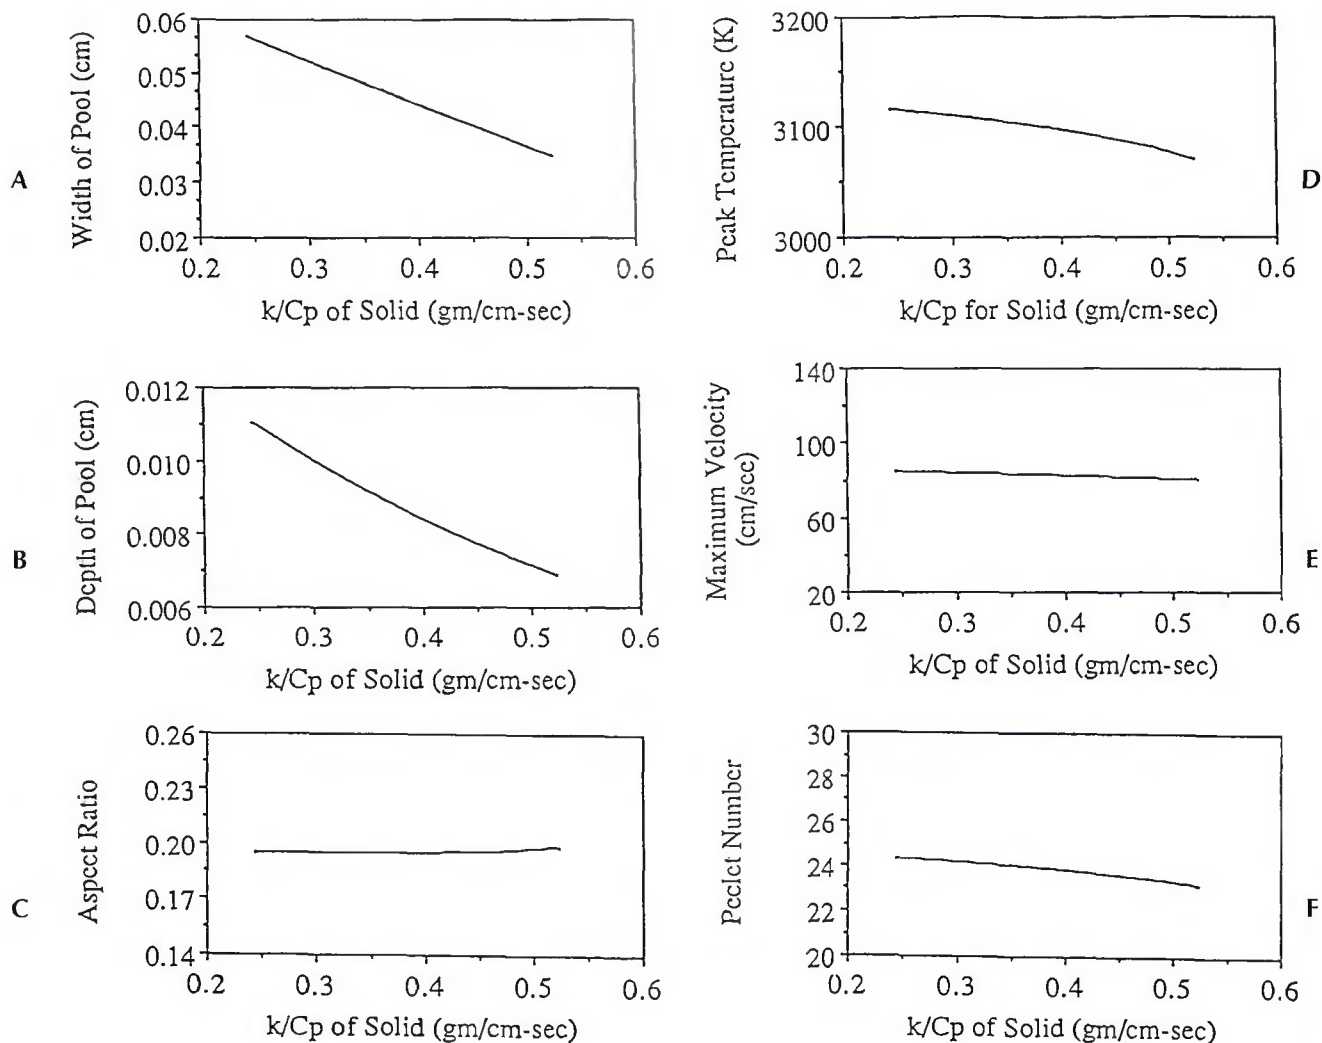 A
Width of Pool (cm)
0.06
0.05
0.04
0.03
0.02
0.2 0.3 0.4 0.5 0.6
k/Cp of Solid (gm/cm-sec)
B
Depth of Pool (cm)
0.012
0.010
0.008
0.006
0.2 0.3 0.4 0.5 0.6
k/Cp of Solid (gm/cm-sec)
C
Aspect Ratio
0.26
0.23
0.20
0.17
0.14
0.2 0.3 0.4 0.5 0.6
k/Cp of Solid (gm/cm-sec)
D
Peak Temperature (K)
3200
3100
3000
0.2 0.3 0.4 0.5 0.6
k/Cp for Solid (gm/cm-sec)
E
Maximum Velocity
(cm/sec)
140
100
60
20
0.2 0.3 0.4 0.5 0.6
k/Cp of Solid (gm/cm-sec)
F
Peclet Number
30
28
26
24
22
20
0.2 0.3 0.4 0.5 0.6
k/Cp of Solid (gm/cm-sec)